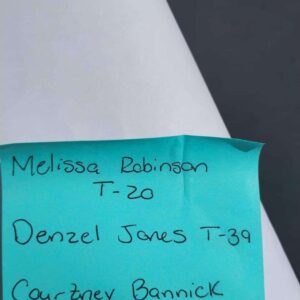 Melissa Robinson
T-20
Denzel Jones T-39
Courtney Bannick